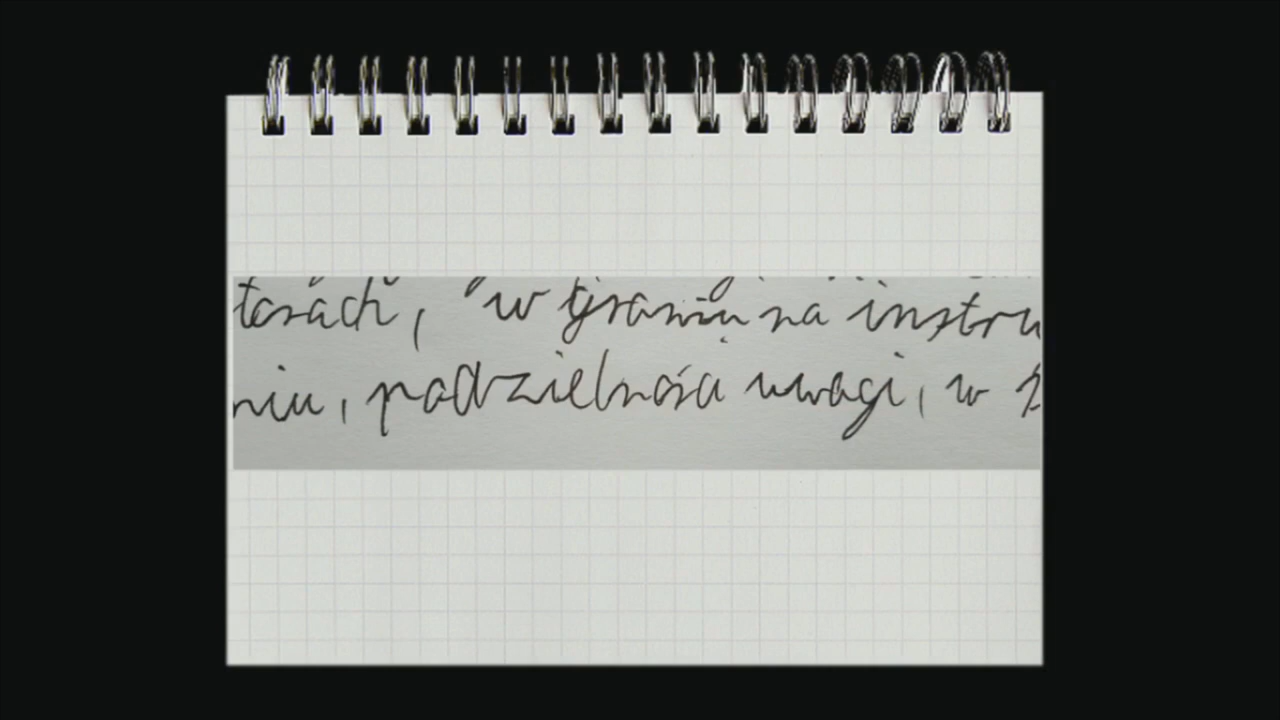 w graniu na instru
niu, podzielności uwagi, w